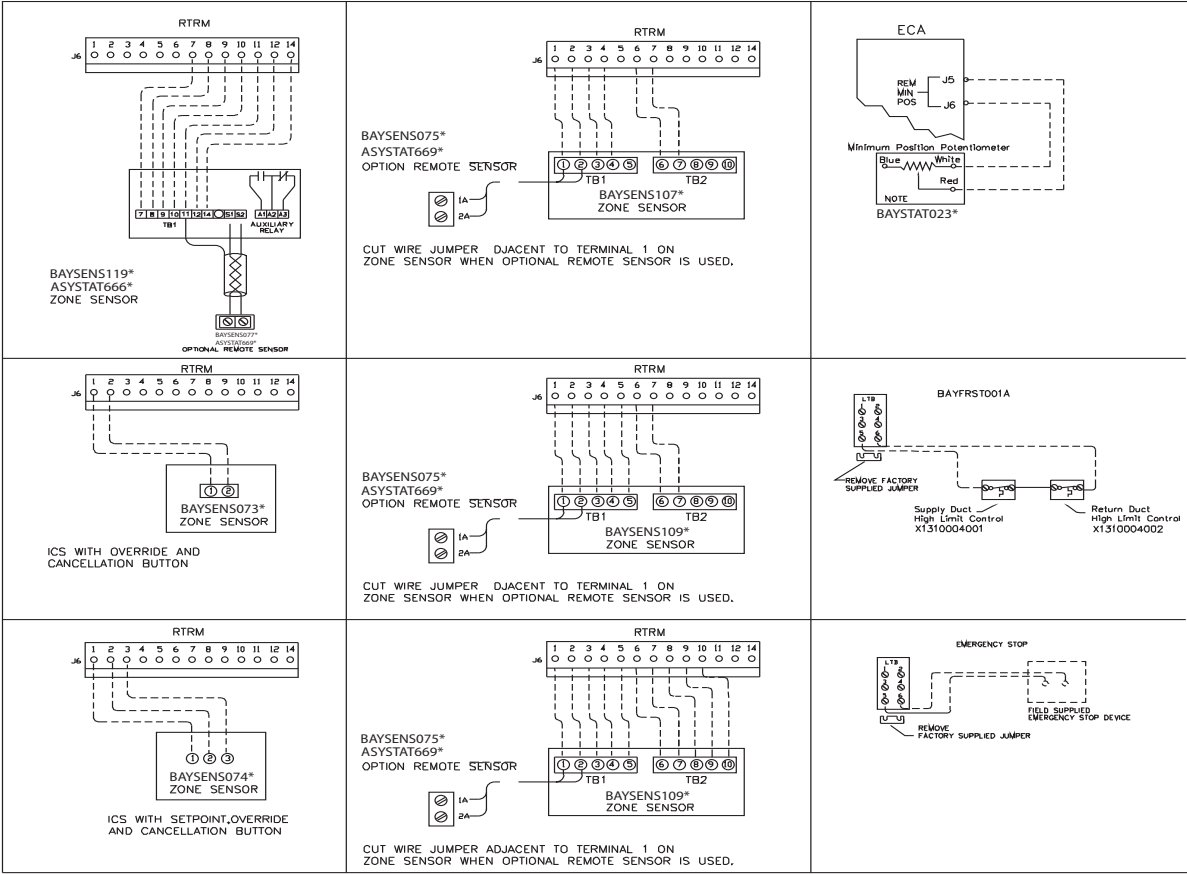 RTRM
J6 1 2 3 4 5 6 7 8 9 10 11 12 14
7 8 9 10 11 12 14 S1 S2 A1 A2 A3
TB1
AUXILIARY
RELAY
BAYSENS119*
ASYSTAT666*
ZONE SENSOR
BAYSENS077*
ASYSTAT669*
OPTIONAL REMOTE SENSOR
RTRM
J6 1 2 3 4 5 6 7 8 9 10 11 12 14
BAYSENS075*
ASYSTAT669*
OPTION REMOTE SENSOR
1A
2A
1 2 3 4 5 6 7 8 9 10
TB1 TB2
BAYSENS107*
ZONE SENSOR
CUT WIRE JUMPER DJACENT TO TERMINAL 1 ON
ZONE SENSOR WHEN OPTIONAL REMOTE SENSOR IS USED.
ECA
REM
MIN
POS
J5
J6
Minimum Position Potentiometer
Blue White
Red
NOTE
BAYSTAT023*
RTRM
J6 1 2 3 4 5 6 7 8 9 10 11 12 14
1 2
BAYSENS073*
ZONE SENSOR
ICS WITH OVERRIDE AND
CANCELLATION BUTTON
RTRM
J6 1 2 3 4 5 6 7 8 9 10 11 12 14
BAYSENS075*
ASYSTAT669*
OPTION REMOTE SENSOR
1A
2A
1 2 3 4 5 6 7 8 9 10
TB1 TB2
BAYSENS109*
ZONE SENSOR
CUT WIRE JUMPER DJACENT TO TERMINAL 1 ON
ZONE SENSOR WHEN OPTIONAL REMOTE SENSOR IS USED.
BAYFRST001A
LTB
1 2
3 4
5 6
REMOVE FACTORY
SUPPLIED JUMPER
Supply Duct
High Limit Control
X1310004001
Return Duct
High Limit Control
X1310004002
RTRM
J6 1 2 3 4 5 6 7 8 9 10 11 12 14
1 2 3
BAYSENS074*
ZONE SENSOR
ICS WITH SETPOINT,OVERRIDE
AND CANCELLATION BUTTON
RTRM
J6 1 2 3 4 5 6 7 8 9 10 11 12 14
BAYSENS075*
ASYSTAT669*
OPTION REMOTE SENSOR
1A
2A
1 2 3 4 5 6 7 8 9 10
TB1 TB2
BAYSENS109*
ZONE SENSOR
CUT WIRE JUMPER ADJACENT TO TERMINAL 1 ON
ZONE SENSOR WHEN OPTIONAL REMOTE SENSOR IS USED.
EMERGENCY STOP
LTB
1 2
3 4
5 6
REMOVE
FACTORY SUPPLIED JUMPER
FIELD SUPPLIED
EMERGENCY STOP DEVICE